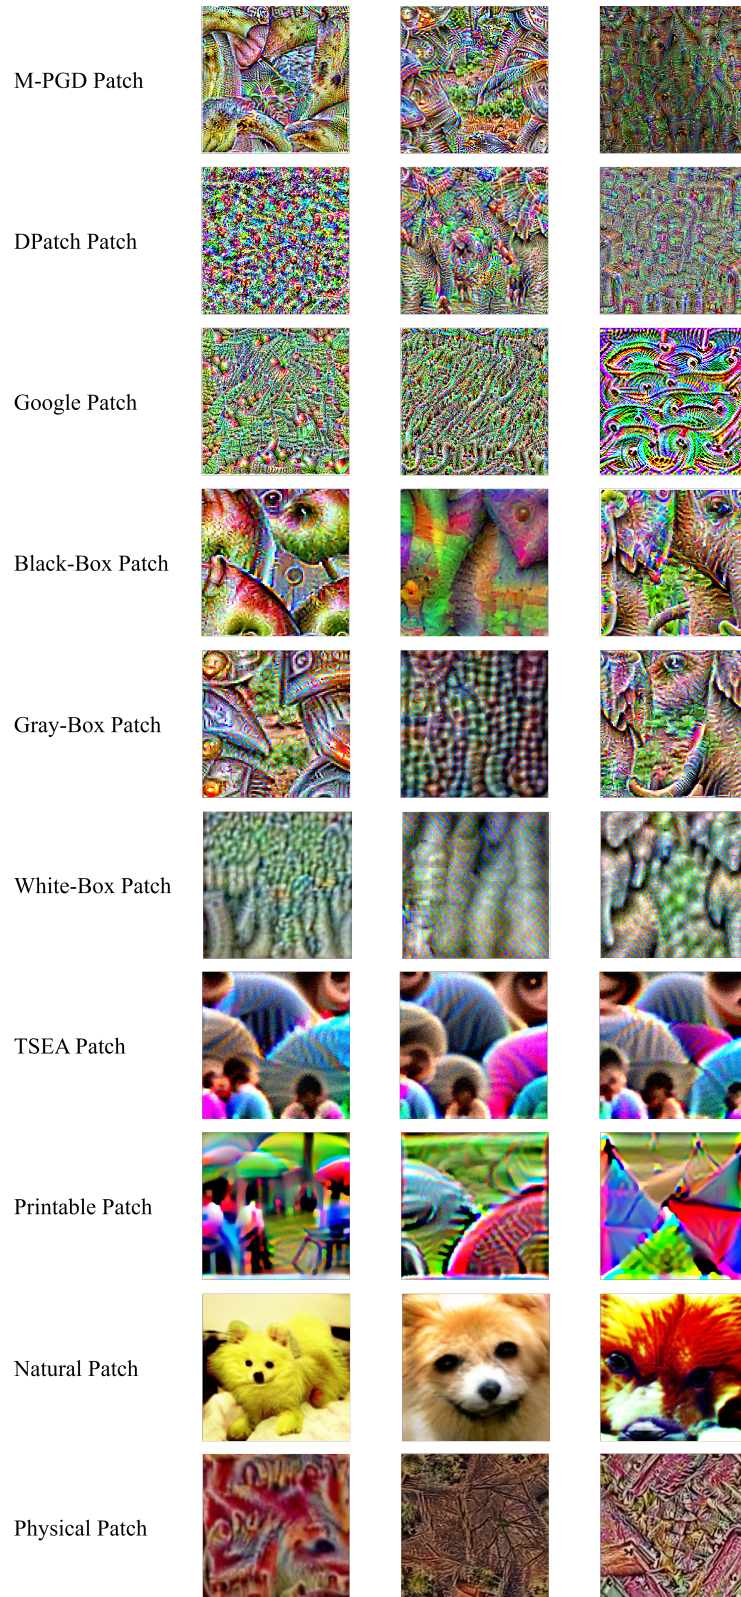 M-PGD Patch
DPatch Patch
Google Patch
Black-Box Patch
Gray-Box Patch
White-Box Patch
TSEA Patch
Printable Patch
Natural Patch
Physical Patch